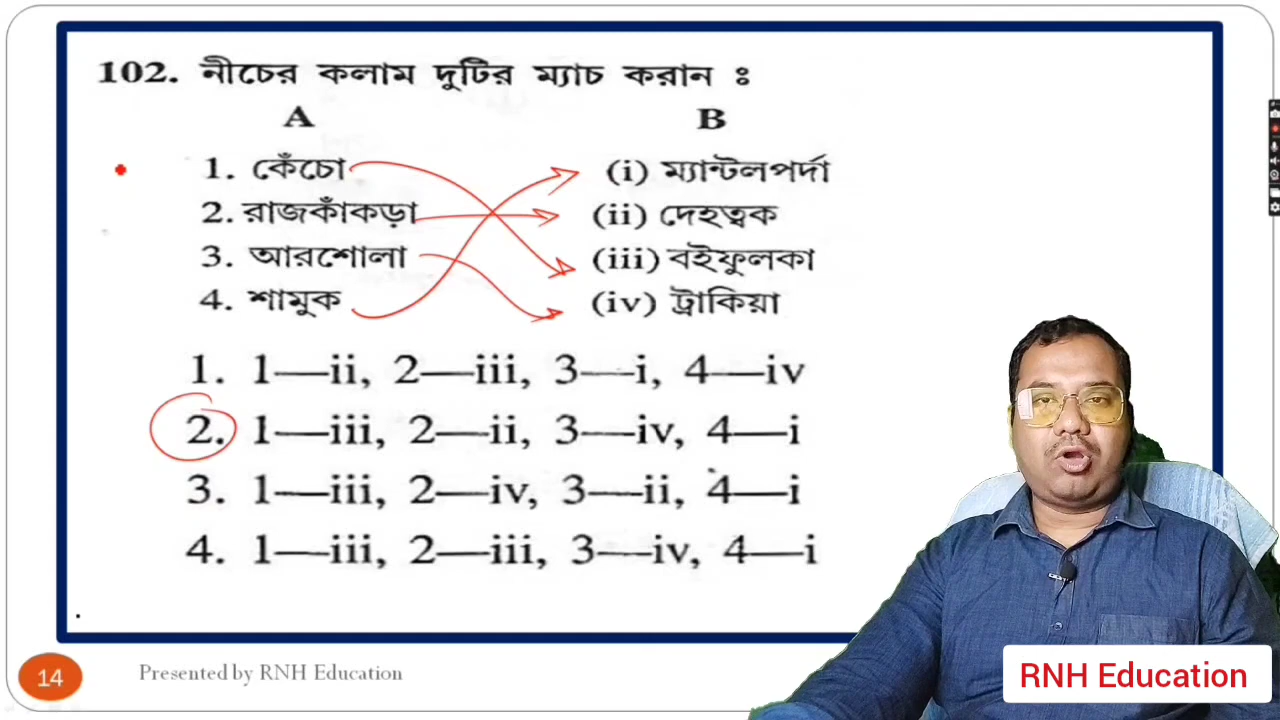 102. নীচের কলাম দুটির ম্যাচ করান ঃ
A B
1. কেঁচো (i) ম্যান্টলপর্দা
2. রাজকাঁকড়া (ii) দেহত্বক
3. আরশোলা (iii) বইফুলকা
4. শামুক (iv) ট্রাকিয়া
1. 1—ii, 2—iii, 3—i, 4—iv
2. 1—iii, 2—ii, 3—iv, 4—i
3. 1—iii, 2—iv, 3—ii, 4—i
4. 1—iii, 2—iii, 3—iv, 4—i
14 Presented by RNH Education
RNH Education